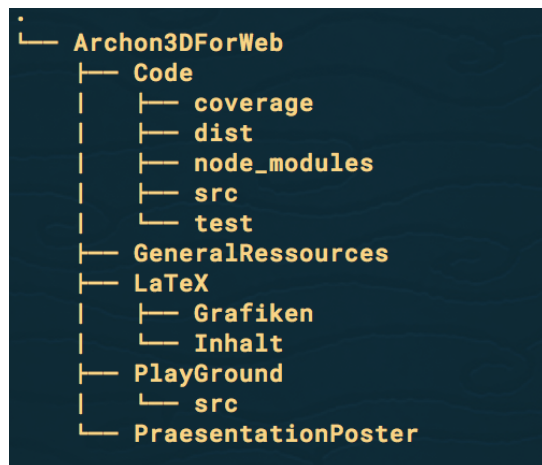 .
└── Archon3DForWeb
    ├── Code
    │   ├── coverage
    │   ├── dist
    │   ├── node_modules
    │   ├── src
    │   └── test
    ├── GeneralRessources
    ├── LaTeX
    │   ├── Grafiken
    │   └── Inhalt
    ├── PlayGround
    │   └── src
    └── PraesentationPoster